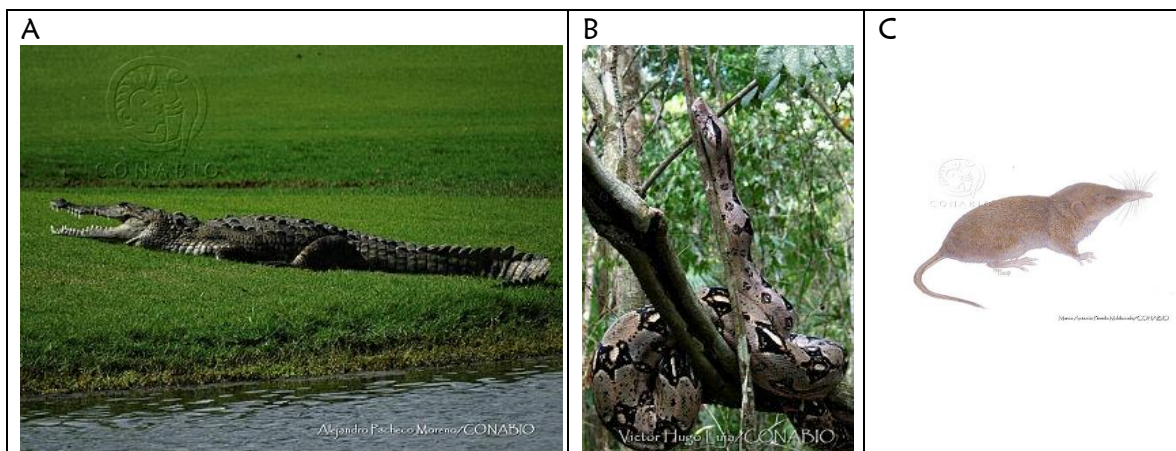 A
B
C
CONABIO
CONABIO
Alejandro Pacheco Moreno/CONABIO
Víctor Hugo Luja/CONABIO